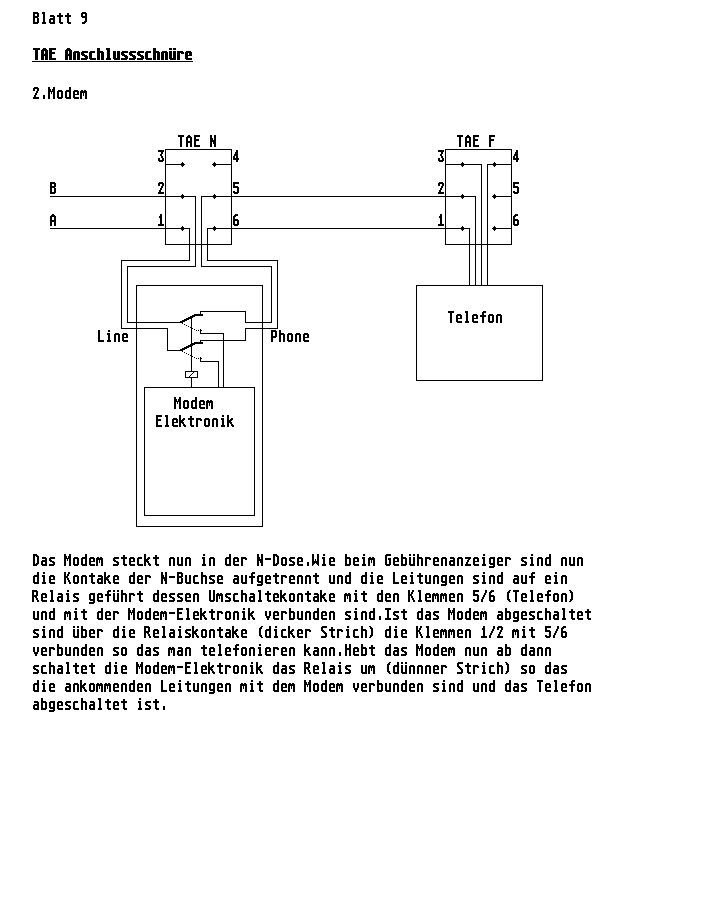 Blatt 9
TAE Anschlussschnüre
2.Modem
TAE N TAE F
3 4 3 4
B 2 5 2 5
A 1 6 1 6
Telefon
Line Phone
Modem
Elektronik
Das Modem steckt nun in der N-Dose.Wie beim Gebührenanzeiger sind nun
die Kontake der N-Buchse aufgetrennt und die Leitungen sind auf ein
Relais geführt dessen Umschaltekontake mit den Klemmen 5/6 (Telefon)
und mit der Modem-Elektronik verbunden sind.Ist das Modem abgeschaltet
sind über die Relaiskontake (dicker Strich) die Klemmen 1/2 mit 5/6
verbunden so das man telefonieren kann.Hebt das Modem nun ab dann
schaltet die Modem-Elektronik das Relais um (dünnner Strich) so das
die ankommenden Leitungen mit dem Modem verbunden sind und das Telefon
abgeschaltet ist.